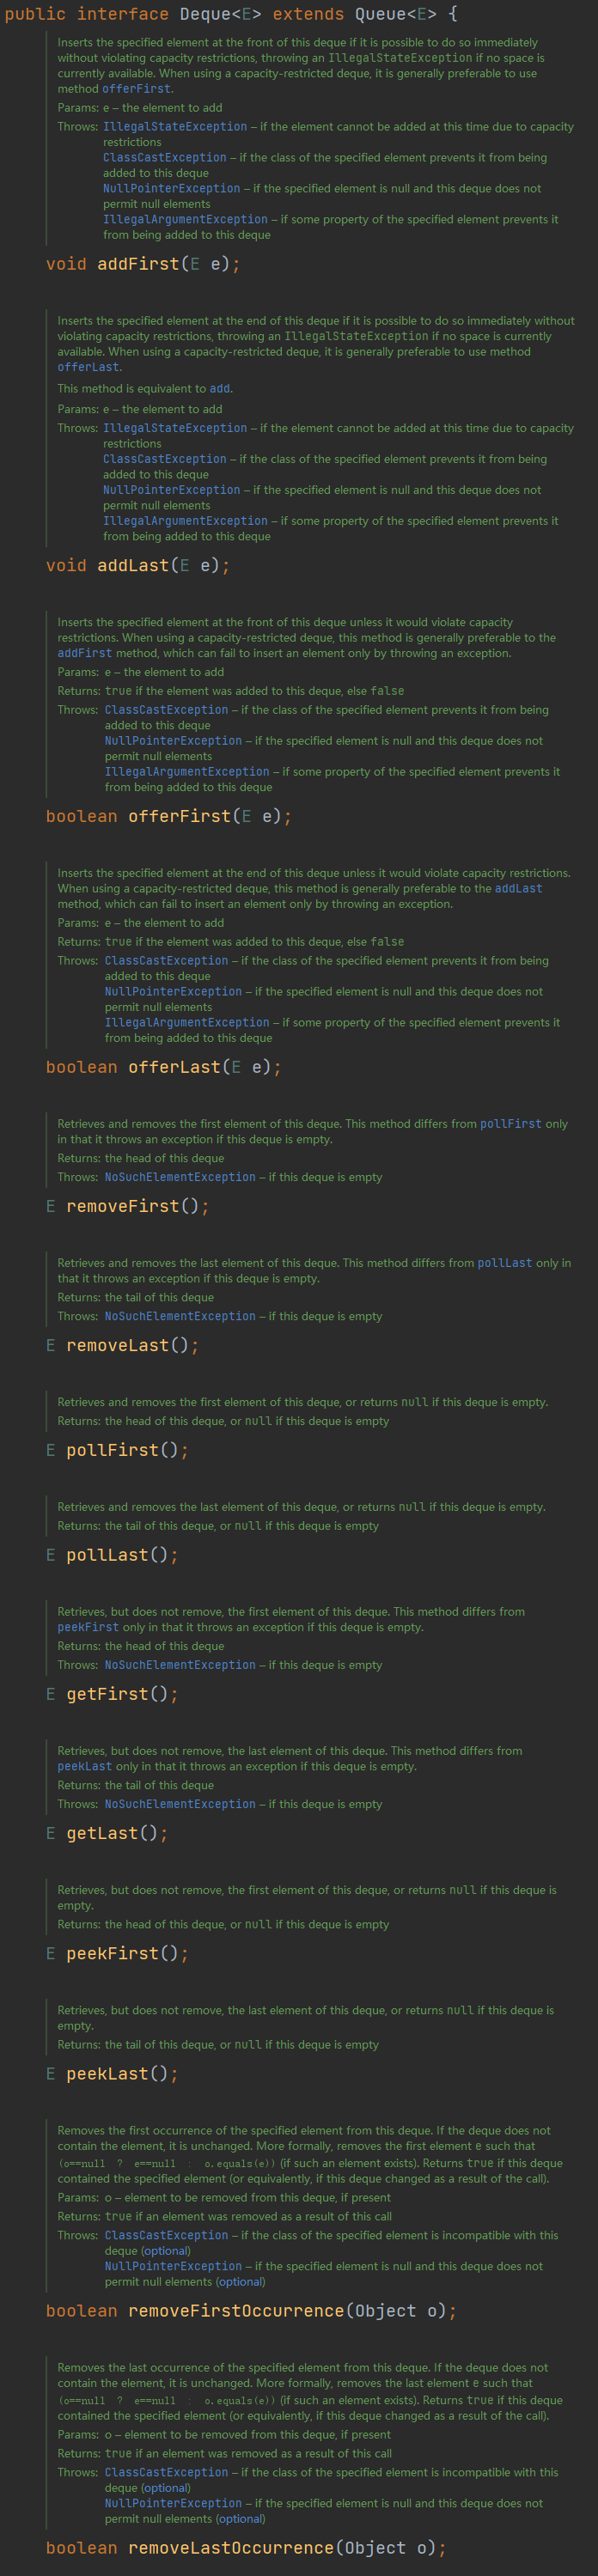 public interface Deque<E> extends Queue<E> {
Inserts the specified element at the front of this deque if it is possible to do so immediately
without violating capacity restrictions, throwing an IllegalStateException if no space is
currently available. When using a capacity-restricted deque, it is generally preferable to use
method offerFirst.
Params: e – the element to add
Throws: IllegalStateException – if the element cannot be added at this time due to capacity
restrictions
ClassCastException – if the class of the specified element prevents it from being
added to this deque
NullPointerException – if the specified element is null and this deque does not
permit null elements
IllegalArgumentException – if some property of the specified element prevents it
from being added to this deque
void addFirst(E e);
Inserts the specified element at the end of this deque if it is possible to do so immediately without
violating capacity restrictions, throwing an IllegalStateException if no space is currently
available. When using a capacity-restricted deque, it is generally preferable to use method
offerLast.
This method is equivalent to add.
Params: e – the element to add
Throws: IllegalStateException – if the element cannot be added at this time due to capacity
restrictions
ClassCastException – if the class of the specified element prevents it from being
added to this deque
NullPointerException – if the specified element is null and this deque does not
permit null elements
IllegalArgumentException – if some property of the specified element prevents it
from being added to this deque
void addLast(E e);
Inserts the specified element at the front of this deque unless it would violate capacity
restrictions. When using a capacity-restricted deque, this method is generally preferable to the
addFirst method, which can fail to insert an element only by throwing an exception.
Params: e – the element to add
Returns: true if the element was added to this deque, else false
Throws: ClassCastException – if the class of the specified element prevents it from being
added to this deque
NullPointerException – if the specified element is null and this deque does not
permit null elements
IllegalArgumentException – if some property of the specified element prevents it
from being added to this deque
boolean offerFirst(E e);
Inserts the specified element at the end of this deque unless it would violate capacity restrictions.
When using a capacity-restricted deque, this method is generally preferable to the addLast
method, which can fail to insert an element only by throwing an exception.
Params: e – the element to add
Returns: true if the element was added to this deque, else false
Throws: ClassCastException – if the class of the specified element prevents it from being
added to this deque
NullPointerException – if the specified element is null and this deque does not
permit null elements
IllegalArgumentException – if some property of the specified element prevents it
from being added to this deque
boolean offerLast(E e);
Retrieves and removes the first element of this deque. This method differs from pollFirst only
in that it throws an exception if this deque is empty.
Returns: the head of this deque
Throws: NoSuchElementException – if this deque is empty
E removeFirst();
Retrieves and removes the last element of this deque. This method differs from pollLast only in
that it throws an exception if this deque is empty.
Returns: the tail of this deque
Throws: NoSuchElementException – if this deque is empty
E removeLast();
Retrieves and removes the first element of this deque, or returns null if this deque is empty.
Returns: the head of this deque, or null if this deque is empty
E pollFirst();
Retrieves and removes the last element of this deque, or returns null if this deque is empty.
Returns: the tail of this deque, or null if this deque is empty
E pollLast();
Retrieves, but does not remove, the first element of this deque. This method differs from
peekFirst only in that it throws an exception if this deque is empty.
Returns: the head of this deque
Throws: NoSuchElementException – if this deque is empty
E getFirst();
Retrieves, but does not remove, the last element of this deque. This method differs from
peekLast only in that it throws an exception if this deque is empty.
Returns: the tail of this deque
Throws: NoSuchElementException – if this deque is empty
E getLast();
Retrieves, but does not remove, the first element of this deque, or returns null if this deque is
empty.
Returns: the head of this deque, or null if this deque is empty
E peekFirst();
Retrieves, but does not remove, the last element of this deque, or returns null if this deque is
empty.
Returns: the tail of this deque, or null if this deque is empty
E peekLast();
Removes the first occurrence of the specified element from this deque. If the deque does not
contain the element, it is unchanged. More formally, removes the first element e such that
(o==null ? e==null : o.equals(e)) (if such an element exists). Returns true if this deque
contained the specified element (or equivalently, if this deque changed as a result of the call).
Params: o – element to be removed from this deque, if present
Returns: true if an element was removed as a result of this call
Throws: ClassCastException – if the class of the specified element is incompatible with this
deque (optional)
NullPointerException – if the specified element is null and this deque does not
permit null elements (optional)
boolean removeFirstOccurrence(Object o);
Removes the last occurrence of the specified element from this deque. If the deque does not
contain the element, it is unchanged. More formally, removes the last element e such that
(o==null ? e==null : o.equals(e)) (if such an element exists). Returns true if this deque
contained the specified element (or equivalently, if this deque changed as a result of the call).
Params: o – element to be removed from this deque, if present
Returns: true if an element was removed as a result of this call
Throws: ClassCastException – if the class of the specified element is incompatible with this
deque (optional)
NullPointerException – if the specified element is null and this deque does not
permit null elements (optional)
boolean removeLastOccurrence(Object o);